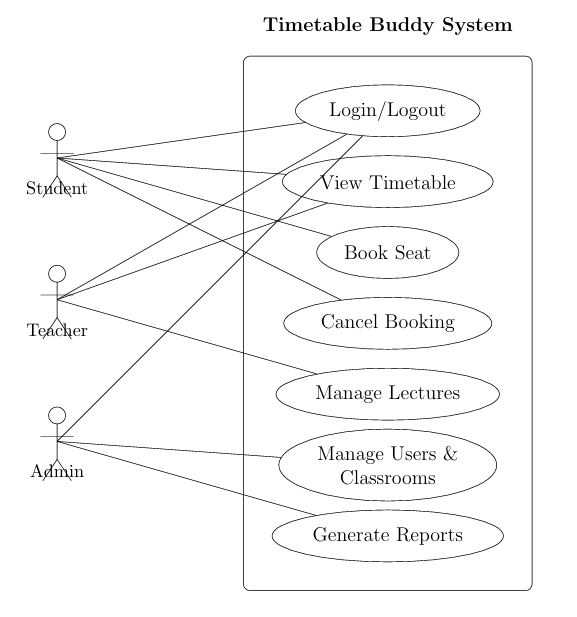 Timetable Buddy System
Login/Logout
Student
View Timetable
Book Seat
Teacher
Cancel Booking
Manage Lectures
Admin
Manage Users &
Classrooms
Generate Reports